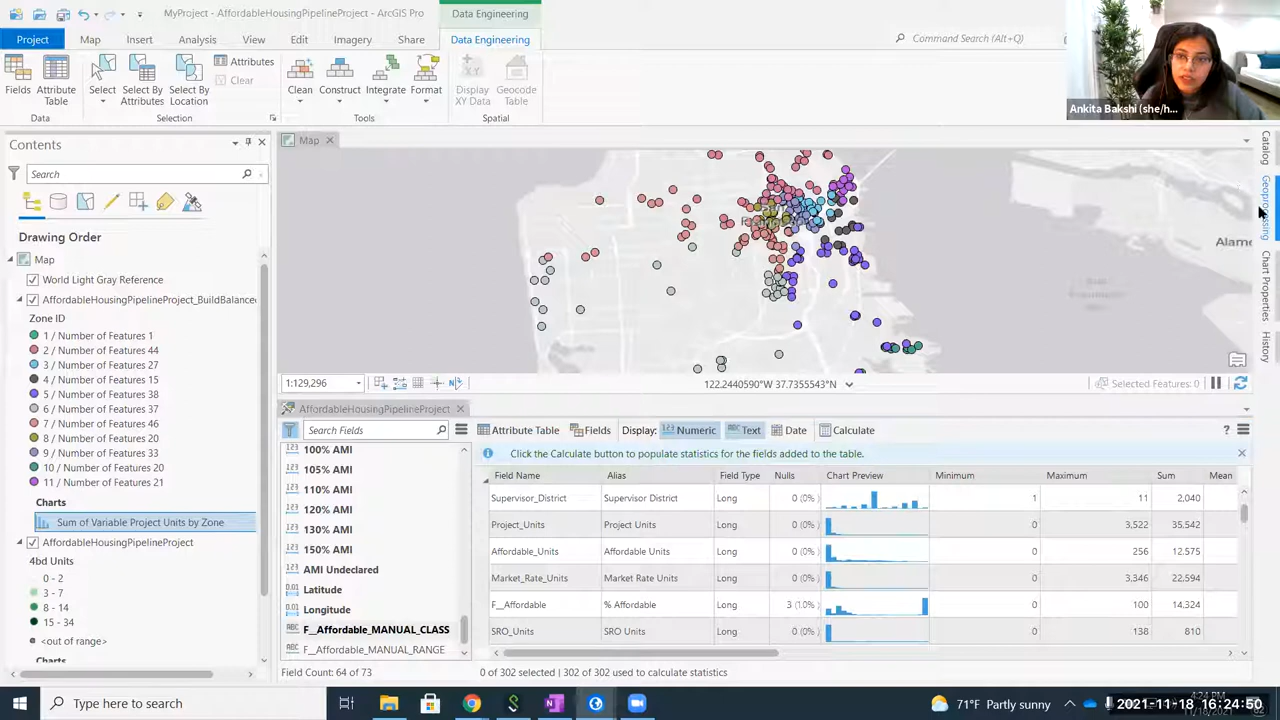 MyProject - AffordableHousingPipelineProject - ArcGIS Pro
Data Engineering
Project Map Insert Analysis View Edit Imagery Share Data Engineering
Command Search (Alt+Q)
Ankita Bakshi (she/h...
Fields
Attribute Table
Select
Select By Attributes
Select By Location
Attributes
Clear
Clean
Construct
Integrate
Format
Display XY Data
Geocode Table
Data
Selection
Tools
Spatial
Contents
Search
Drawing Order
Map
World Light Gray Reference
AffordableHousingPipelineProject_BuildBalance
Zone ID
1 / Number of Features 1
2 / Number of Features 44
3 / Number of Features 27
4 / Number of Features 15
5 / Number of Features 38
6 / Number of Features 37
7 / Number of Features 46
8 / Number of Features 20
9 / Number of Features 33
10 / Number of Features 20
11 / Number of Features 21
Charts
Sum of Variable Project Units by Zone
AffordableHousingPipelineProject
4bd Units
0 - 2
3 - 7
8 - 14
15 - 34
<out of range>
Charts
Map
Alame
1:129,296
122.2440590°W 37.7355543°N
Selected Features: 0
Catalog
Geoprocessing
Chart Properties
History
AffordableHousingPipelineProject
Search Fields
Attribute Table
Fields
Display:
Numeric
Text
Date
Calculate
100% AMI
105% AMI
110% AMI
120% AMI
130% AMI
150% AMI
AMI Undeclared
Latitude
Longitude
F__Affordable_MANUAL_CLASS
F__Affordable_MANUAL_RANGE
Field Count: 64 of 73
Click the Calculate button to populate statistics for the fields added to the table.
Field Name Alias Field Type Nulls Chart Preview Minimum Maximum Sum Mean
Supervisor_District Supervisor District Long 0 (0%) 1 11 2,040
Project_Units Project Units Long 0 (0%) 0 3,522 35,542
Affordable_Units Affordable Units Long 0 (0%) 0 256 12,575
Market_Rate_Units Market Rate Units Long 0 (0%) 0 3,346 22,594
F__Affordable % Affordable Long 3 (1.0%) 0 100 14,324
SRO_Units SRO Units Long 0 (0%) 0 138 810
0 of 302 selected | 302 of 302 used to calculate statistics
Type here to search
71°F Partly sunny
4:24 PM
2021-11-18 16:24:50